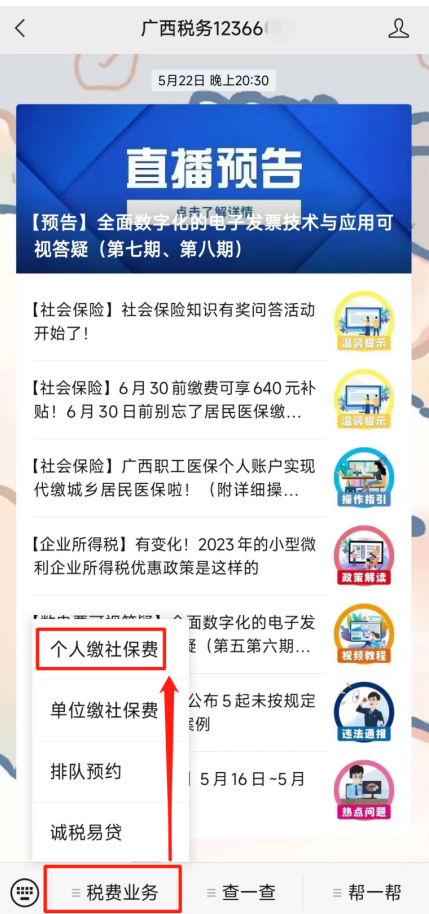 广西税务12366
5月22日 晚上20:30
直播预告
点击了解详情
【预告】全面数字化的电子发票技术与应用可
视答疑（第七期、第八期）
【社会保险】社会保险知识有奖问答活动
开始了！
温馨提示
【社会保险】6月30前缴费可享640元补
贴！6月30日前别忘了居民医保缴...
温馨提示
【社会保险】广西职工医保个人账户实现
代缴城乡居民医保啦！（附详细操...
操作指引
【企业所得税】有变化！2023年的小型微
利企业所得税优惠政策是这样的
政策解读
全面数字化的电子发
（第五第六期...
视频教程
公布5起未按规定
案例
违法通报
5月16日~5月
热点问题
个人缴社保费
单位缴社保费
排队预约
诚税易贷
税费业务
查一查
帮一帮